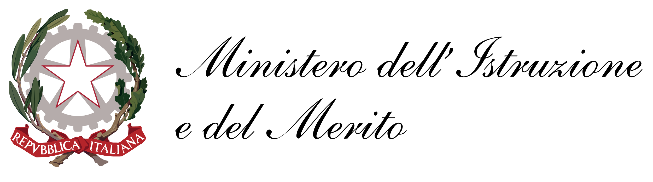 Ministero dell'Istruzione
e del Merito
REPVBBLICA ITALIANA